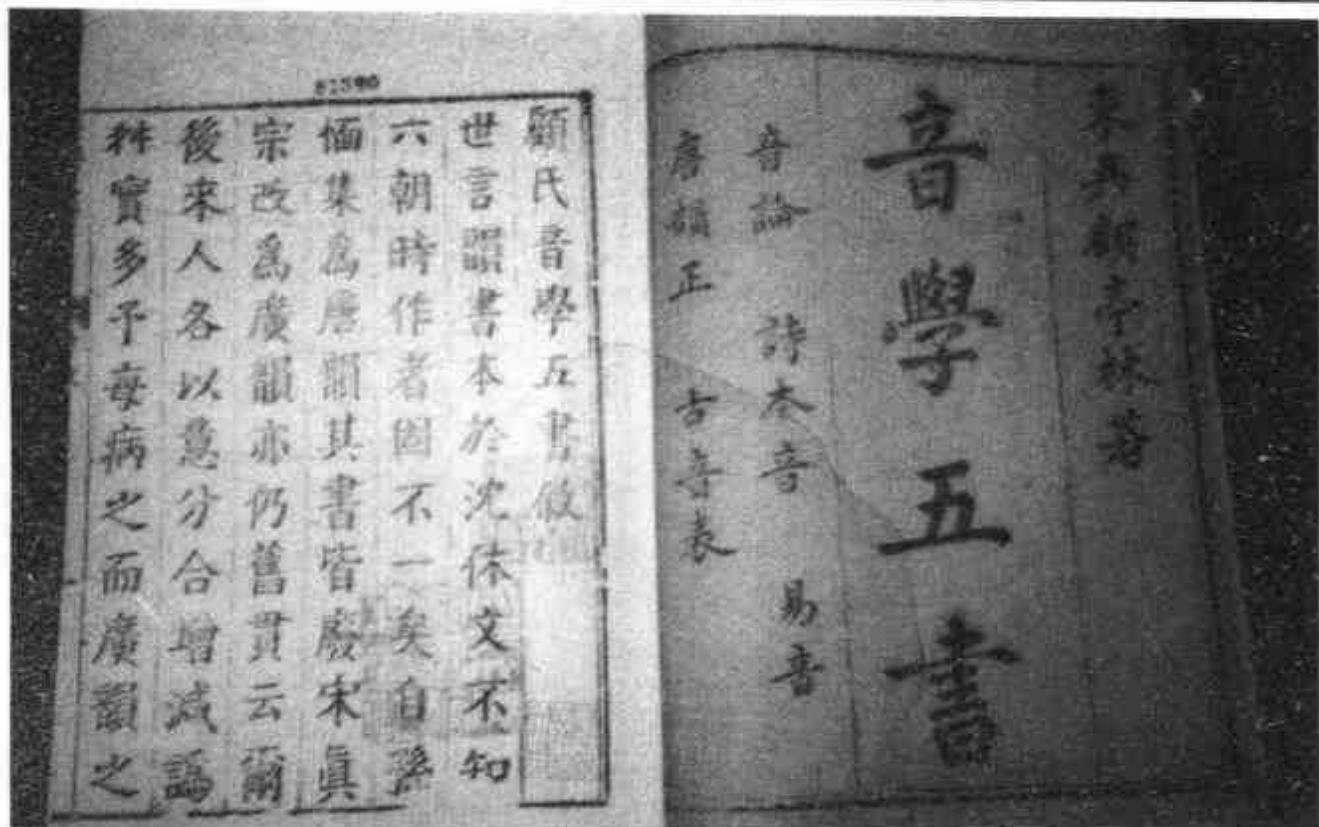 東吳顧亭林著
音學五書
音論 詩本音 易音
唐韻正 古音表
顧氏音學五書敘
世言韻書本於沈休文不知
六朝時作者固不一矣自孫
愐集爲唐韻其書皆廢宋眞
宗改爲廣韻亦仍舊貫云爾
後來人各以意分合增減譌
舛實多予每病之而廣韻之